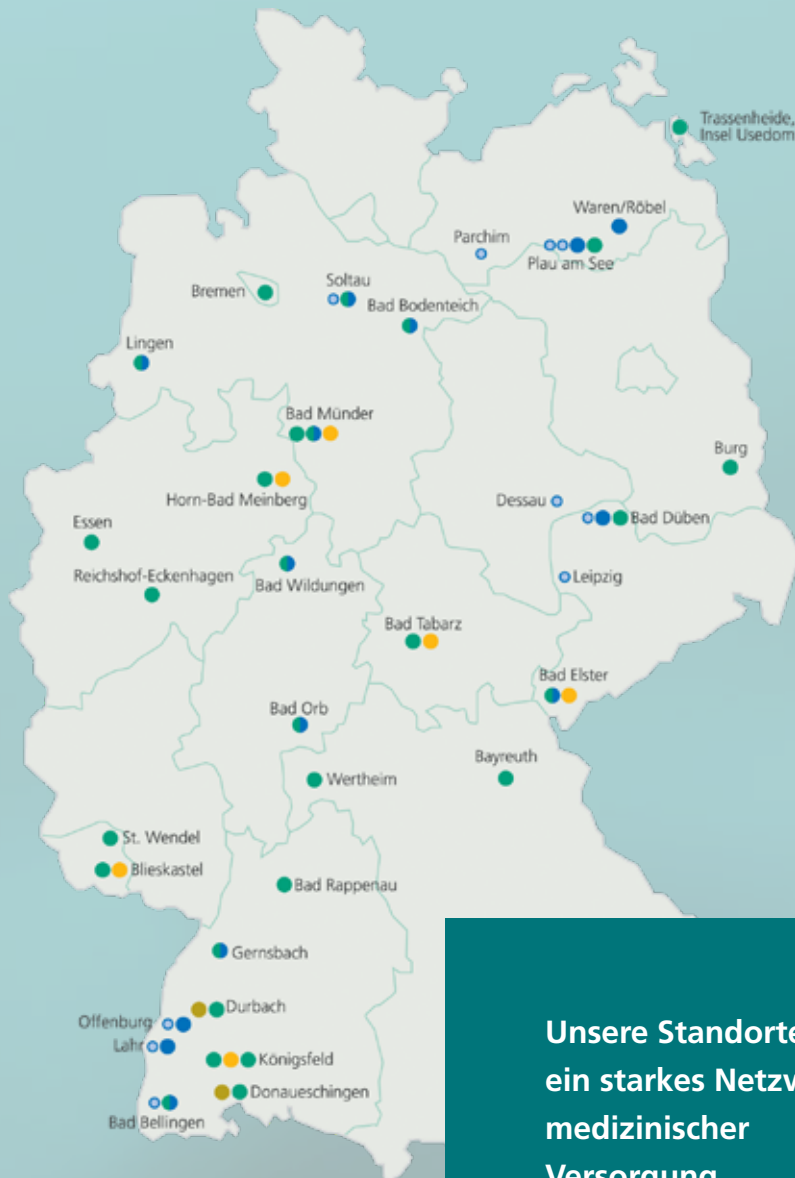 Trassenheide,
Insel Usedom
Waren/Röbel
Parchim
Plau am See
Soltau
Bremen
Bad Bodenteich
Lingen
Bad Münder
Burg
Horn-Bad Meinberg
Dessau
Bad Düben
Essen
Reichshof-Eckenhagen
Bad Wildungen
Leipzig
Bad Tabarz
Bad Elster
Bad Orb
Bayreuth
Wertheim
St. Wendel
Blieskastel
Bad Rappenau
Gernsbach
Durbach
Offenburg
Lahr
Königsfeld
Donaueschingen
Bad Bellingen
Unsere Standorte
ein starkes Netzv
medizinischer
Versorgung